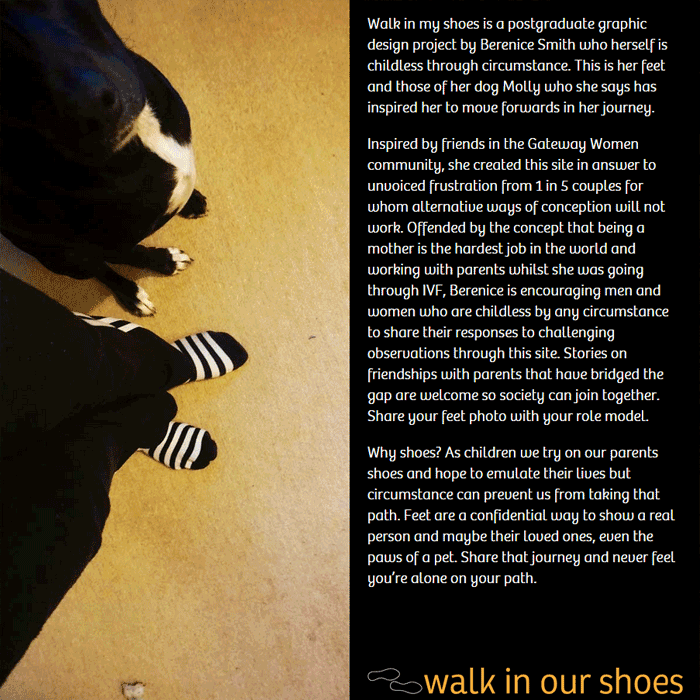 Walk in my shoes is a postgraduate graphic
design project by Berenice Smith who herself is
childless through circumstance. This is her feet
and those of her dog Molly who she says has
inspired her to move forwards in her journey.
Inspired by friends in the Gateway Women
community, she created this site in answer to
unvoiced frustration from 1 in 5 couples for
whom alternative ways of conception will not
work. Offended by the concept that being a
mother is the hardest job in the world and
working with parents whilst she was going
through IVF, Berenice is encouraging men and
women who are childless by any circumstance
to share their responses to challenging
observations through this site. Stories on
friendships with parents that have bridged the
gap are welcome so society can join together.
Share your feet photo with your role model.
Why shoes? As children we try on our parents
shoes and hope to emulate their lives but
circumstance can prevent us from taking that
path. Feet are a confidential way to show a real
person and maybe their loved ones, even the
paws of a pet. Share that journey and never feel
you're alone on your path.
walk in our shoes